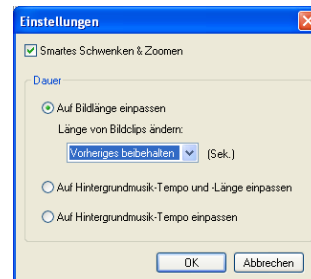 Einstellungen
Smartes Schwenken & Zoomen
Dauer
Auf Bildlänge einpassen
Länge von Bildclips ändern:
Vorheriges beibehalten (Sek.)
Auf Hintergrundmusik-Tempo und -Länge einpassen
Auf Hintergrundmusik-Tempo einpassen
OK Abbrechen